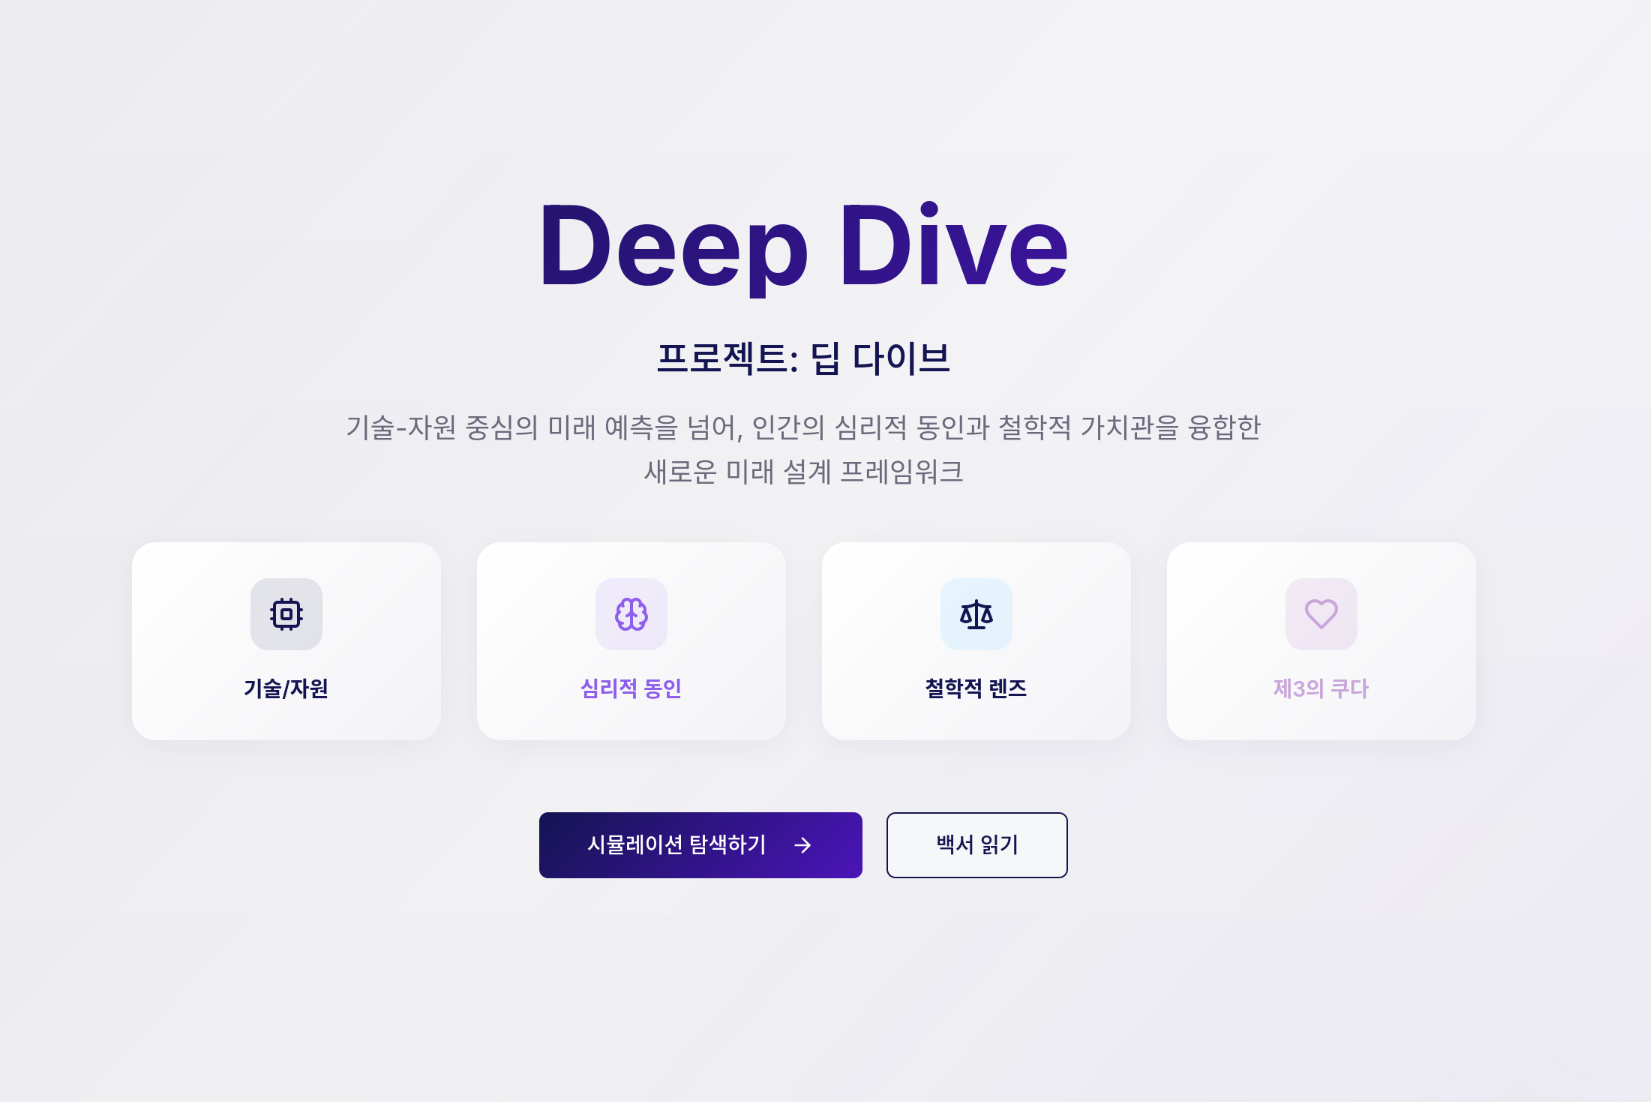 Deep Dive
프로젝트: 딥 다이브
기술-자원 중심의 미래 예측을 넘어, 인간의 심리적 동인과 철학적 가치관을 융합한
새로운 미래 설계 프레임워크
기술/자원
심리적 동인
철학적 렌즈
제3의 쿠다
시뮬레이션 탐색하기
백서 읽기